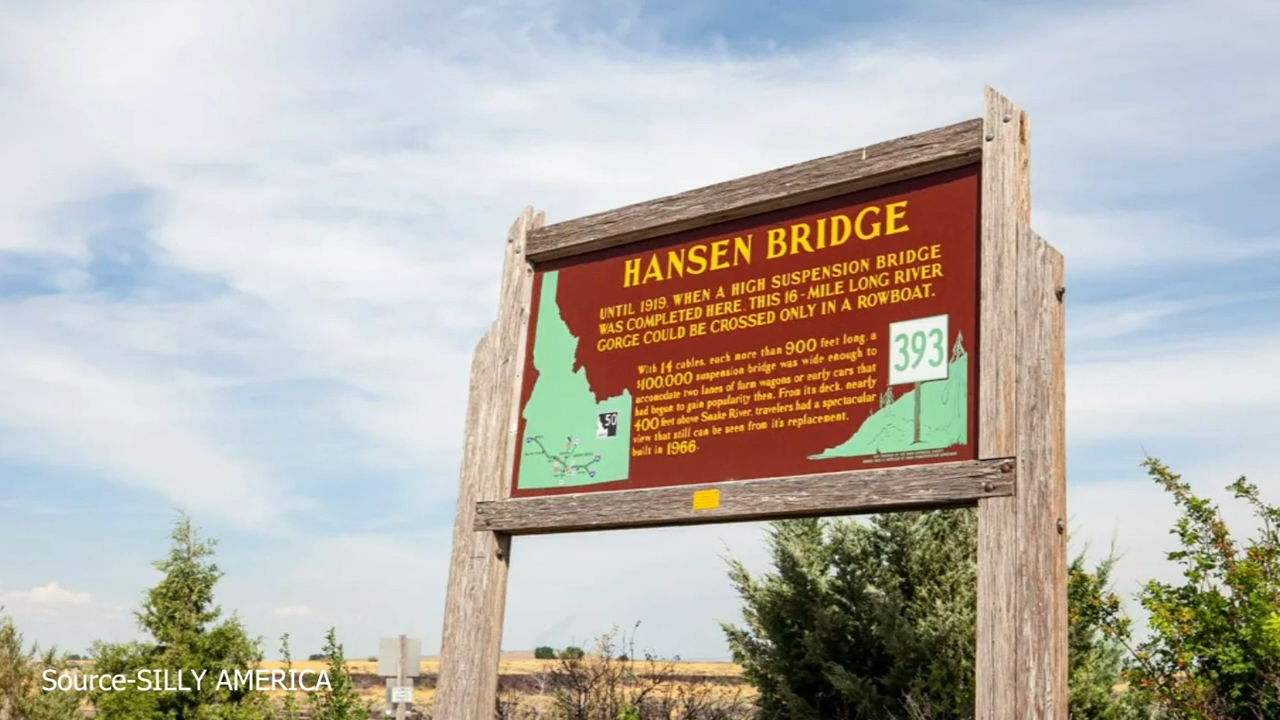 HANSEN BRIDGE
UNTIL 1919, WHEN A HIGH SUSPENSION BRIDGE
WAS COMPLETED HERE, THIS 16-MILE LONG RIVER
GORGE COULD BE CROSSED ONLY IN A ROWBOAT.
With 14 cables, each more than 900 feet long, a
$100,000 suspension bridge was wide enough to
accomodate two lanes of farm wagons or early cars that
had begun to gain popularity then. From its deck, nearly
400 feet above Snake River, travelers had a spectacular
view that still can be seen from it's replacement,
built in 1966.
393
50
Source-SILLY AMERICA